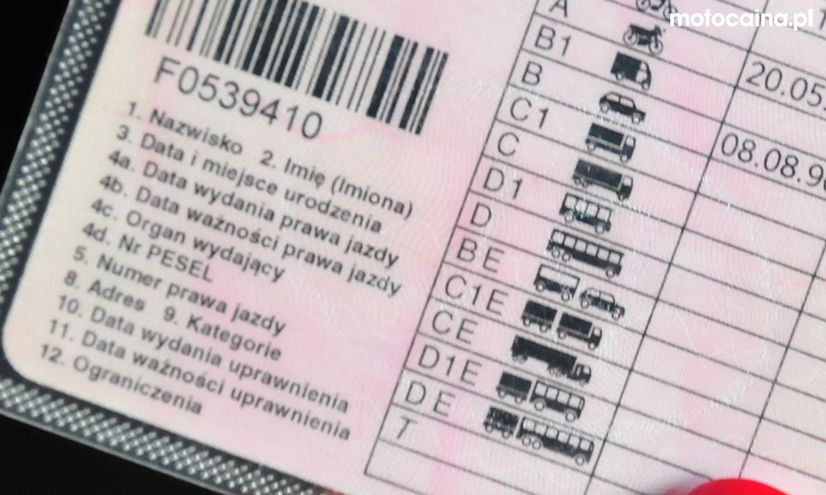 motocaina.pl
F0539410
1. Nazwisko 2. Imię (Imiona)
3. Data i miejsce urodzenia
4a. Data wydania prawa jazdy
4b. Data ważności prawa jazdy
4c. Organ wydający
4d. Nr PESEL
5. Numer prawa jazdy
8. Adres 9. Kategorie
10. Data wydania uprawnienia
11. Data ważności uprawnienia
12. Ograniczenia
A
B1
B 20.05
C1
C 08.08.9
D1
D
BE
C1E
CE
D1E
DE
T